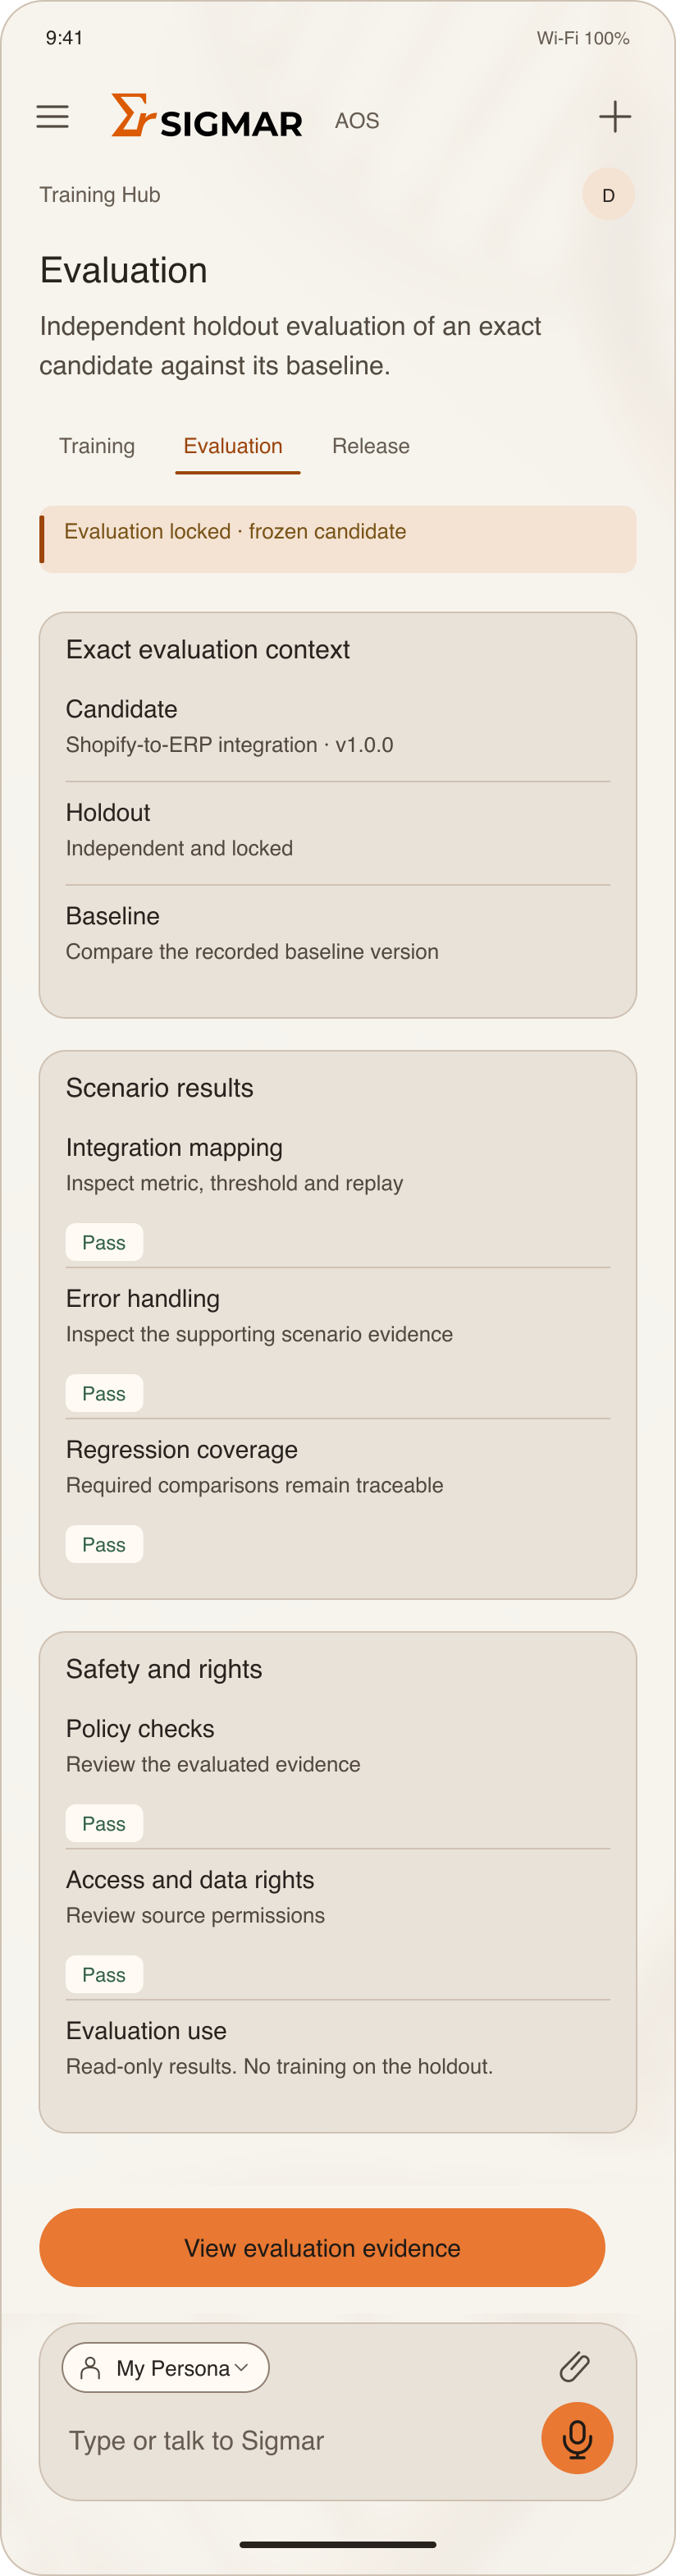 9:41
Wi-Fi 100%
Σr SIGMAR
AOS
Training Hub
D
Evaluation
Independent holdout evaluation of an exact
candidate against its baseline.
Training
Evaluation
Release
Evaluation locked · frozen candidate
Exact evaluation context
Candidate
Shopify-to-ERP integration · v1.0.0
Holdout
Independent and locked
Baseline
Compare the recorded baseline version
Scenario results
Integration mapping
Inspect metric, threshold and replay
Pass
Error handling
Inspect the supporting scenario evidence
Pass
Regression coverage
Required comparisons remain traceable
Pass
Safety and rights
Policy checks
Review the evaluated evidence
Pass
Access and data rights
Review source permissions
Pass
Evaluation use
Read-only results. No training on the holdout.
View evaluation evidence
My Persona
Type or talk to Sigmar